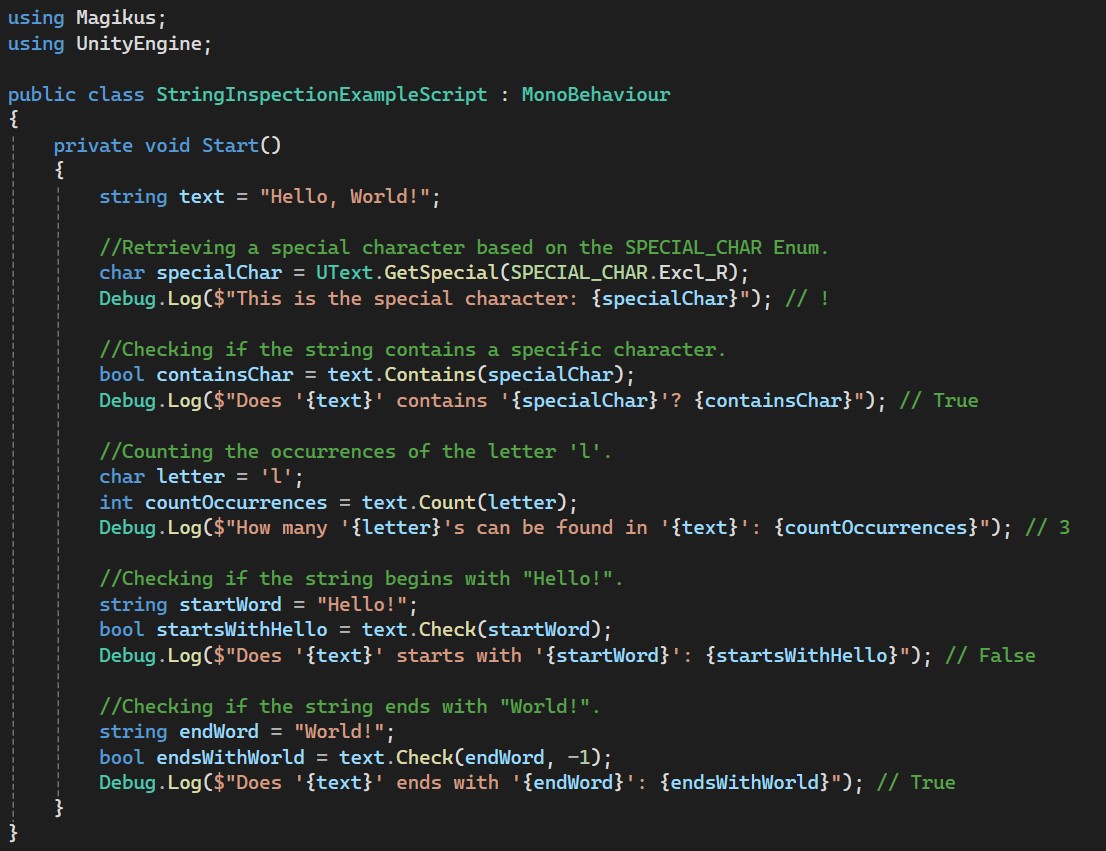 using Magikus;
using UnityEngine;

public class StringInspectionExampleScript : MonoBehaviour
{
    private void Start()
    {
        string text = "Hello, World!";

        //Retrieving a special character based on the SPECIAL_CHAR Enum.
        char specialChar = UText.GetSpecial(SPECIAL_CHAR.Excl_R);
        Debug.Log($"This is the special character: {specialChar}"); // !

        //Checking if the string contains a specific character.
        bool containsChar = text.Contains(specialChar);
        Debug.Log($"Does '{text}' contains '{specialChar}'? {containsChar}"); // True

        //Counting the occurrences of the letter 'l'.
        char letter = 'l';
        int countOccurrences = text.Count(letter);
        Debug.Log($"How many '{letter}'s can be found in '{text}': {countOccurrences}"); // 3

        //Checking if the string begins with "Hello!".
        string startWord = "Hello!";
        bool startsWithHello = text.Check(startWord);
        Debug.Log($"Does '{text}' starts with '{startWord}': {startsWithHello}"); // False

        //Checking if the string ends with "World!".
        string endWord = "World!";
        bool endsWithWorld = text.Check(endWord, -1);
        Debug.Log($"Does '{text}' ends with '{endWord}': {endsWithWorld}"); // True
    }
}